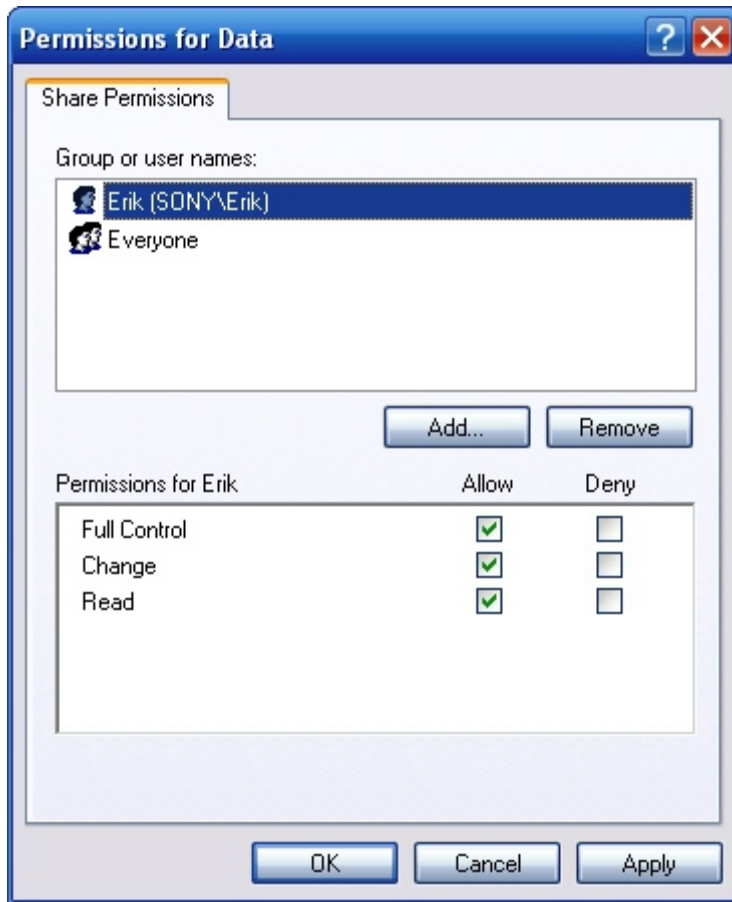 Permissions for Data
Share Permissions
Group or user names:
Erik (SONY\Erik)
Everyone
Add... Remove
Permissions for Erik Allow Deny
Full Control
Change
Read
OK Cancel Apply